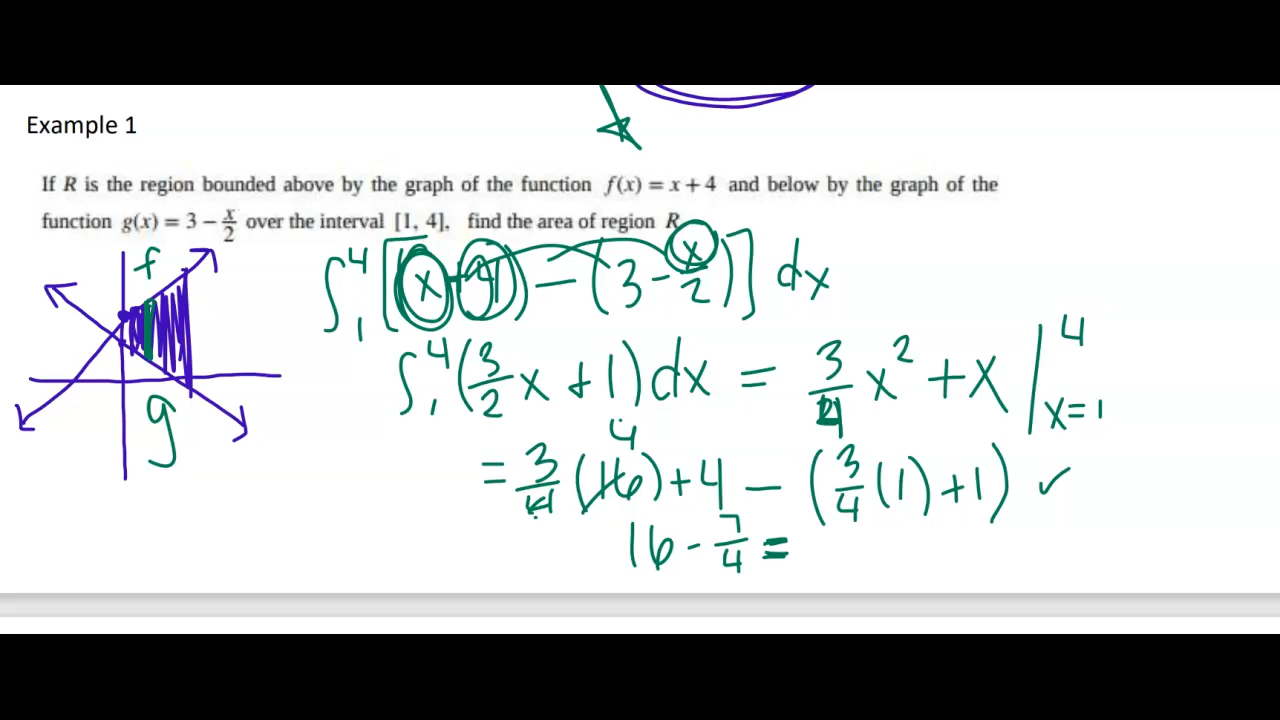 Example 1
If R is the region bounded above by the graph of the function f(x) = x + 4 and below by the graph of the
function g(x) = 3 − x/2 over the interval [1, 4], find the area of region R.
f
g
∫₁⁴ [(x + 4) − (3 − x/2)] dx
∫₁⁴ (3/2 x + 1) dx = 3/4 x² + x |⁴ₓ₌₁
4
= 3/4 (16) + 4 − (3/4 (1) + 1) ✓
16 - 7/4 =